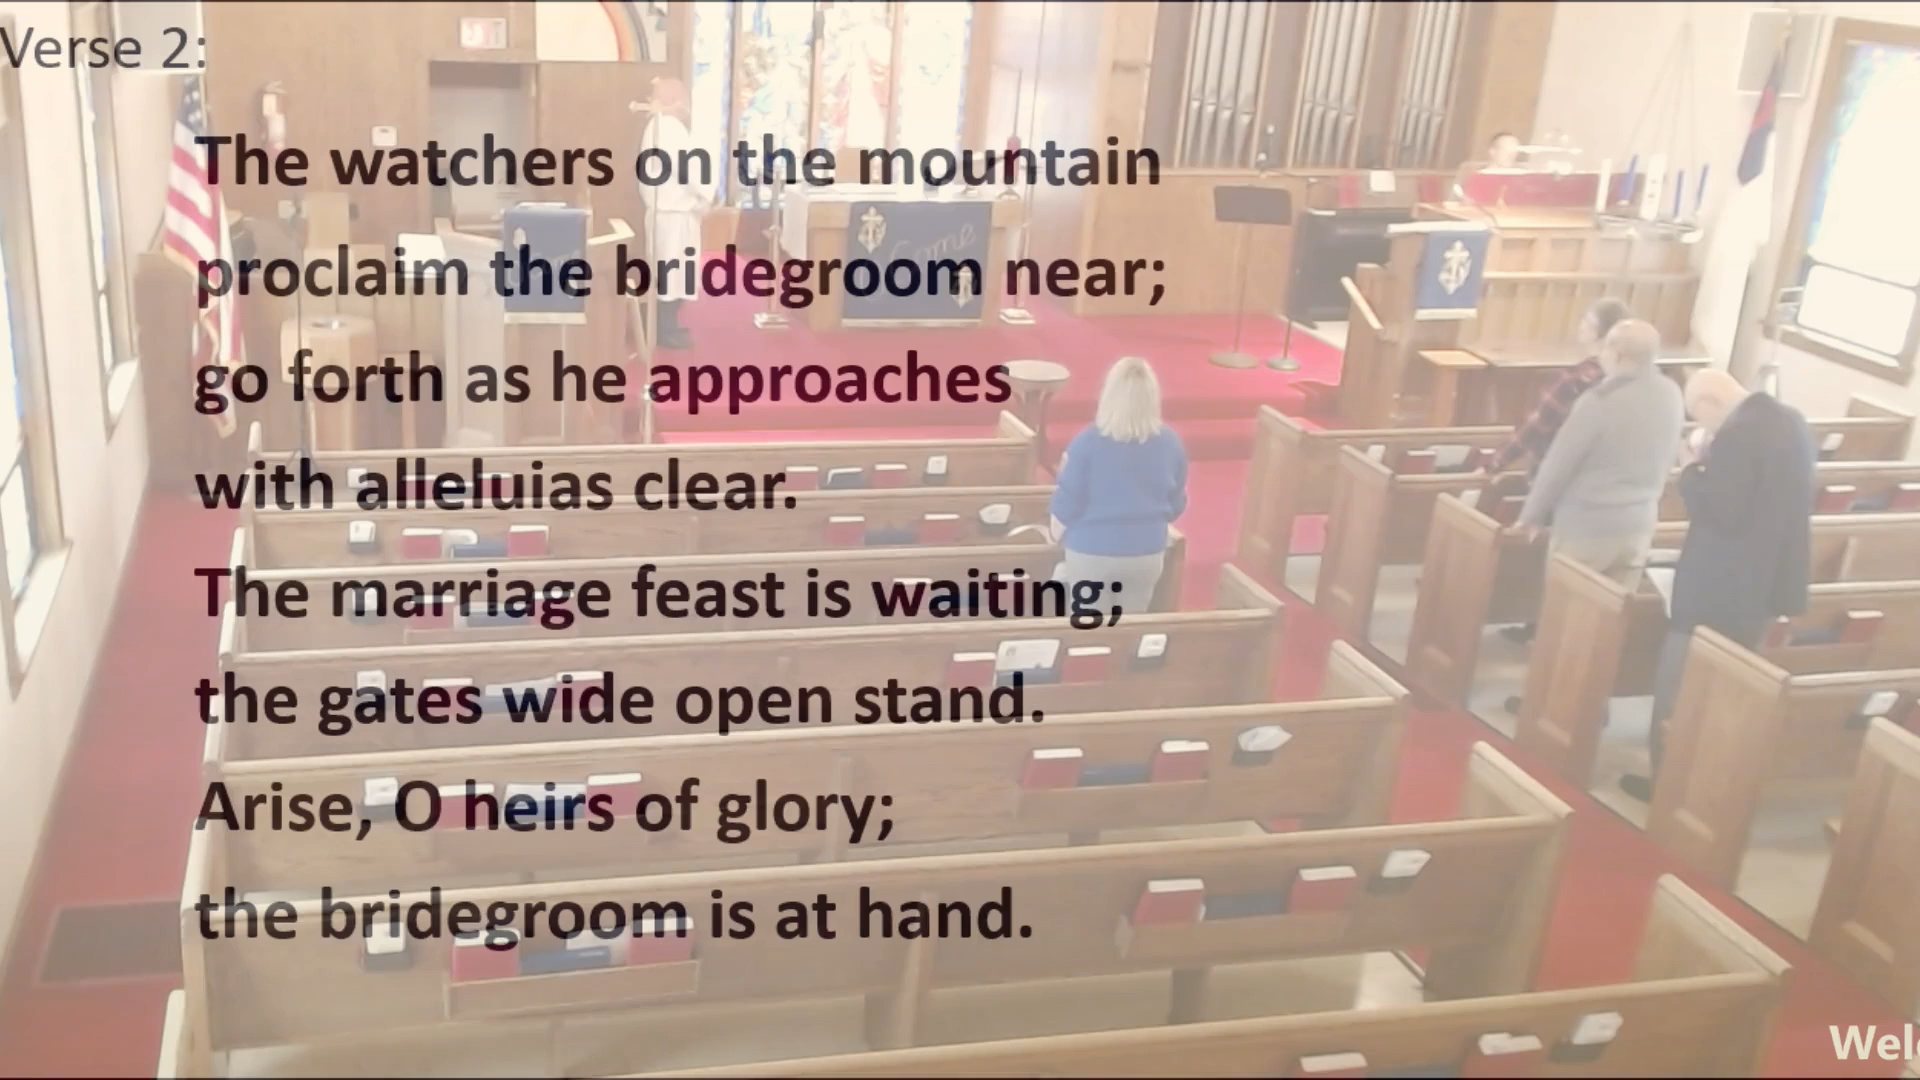 Verse 2:
The watchers on the mountain
proclaim the bridegroom near;
go forth as he approaches
with alleluias clear.
The marriage feast is waiting;
the gates wide open stand.
Arise, O heirs of glory;
the bridegroom is at hand.
Come